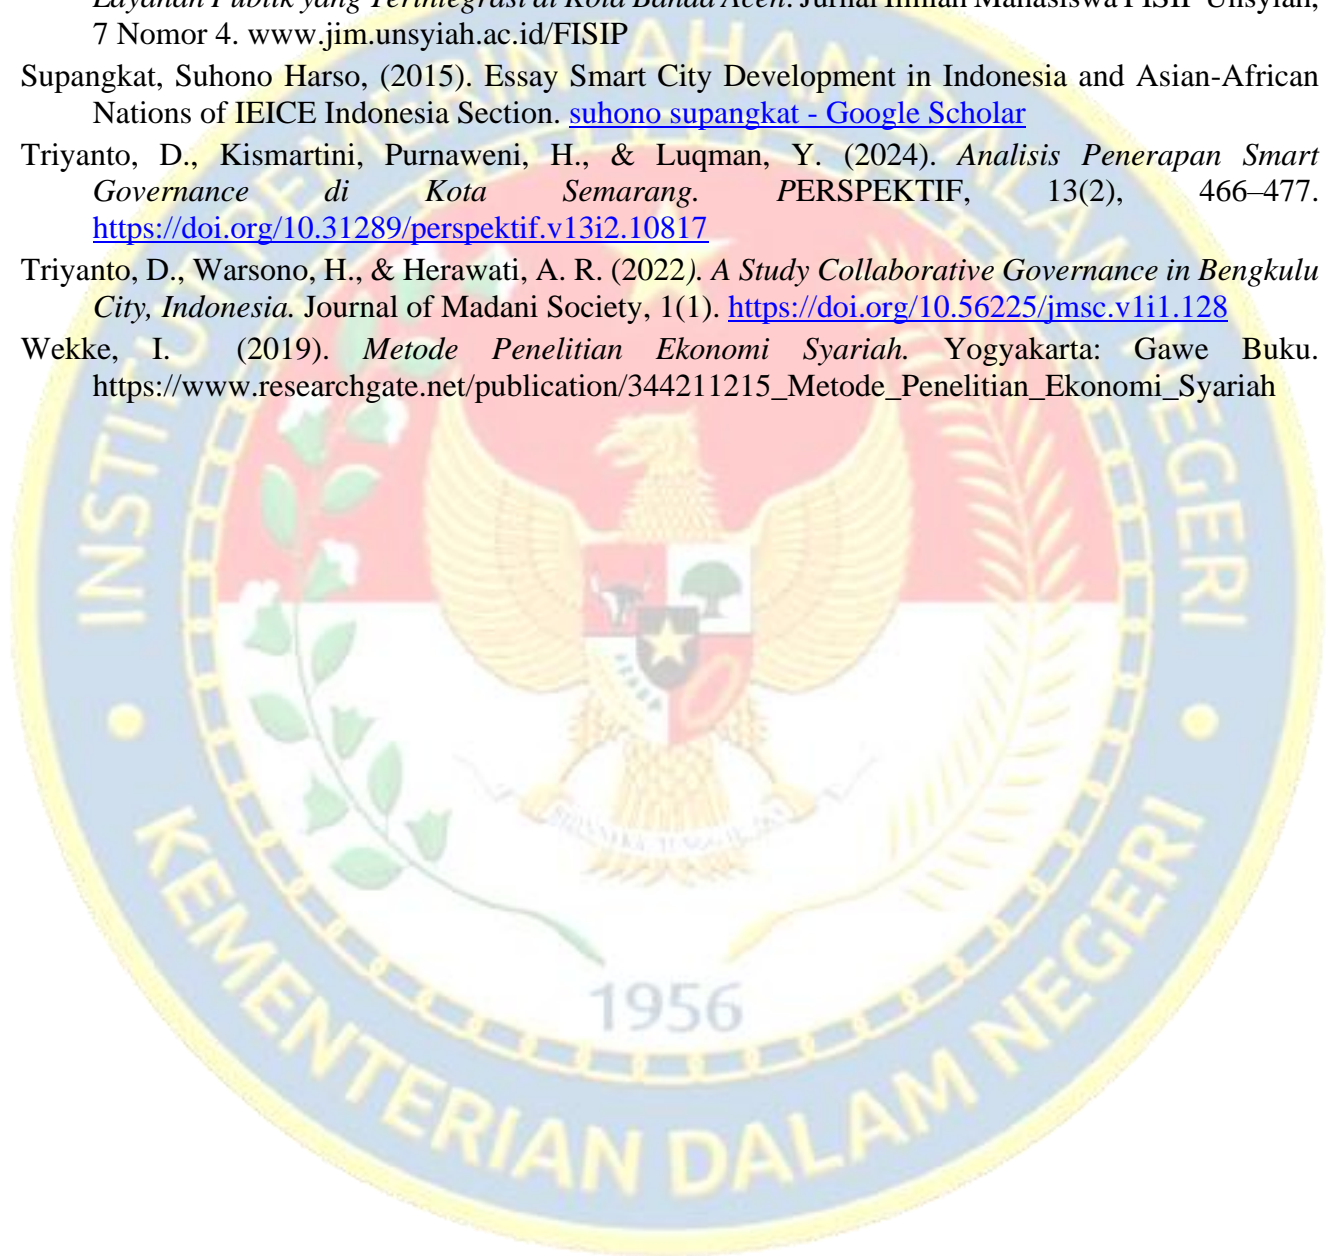 Layanan Publik yang Terintegrasi di Kota Banda Aceh. Jurnal Ilmiah Mahasiswa FISIP Unsyiah,
7 Nomor 4. www.jim.unsyiah.ac.id/FISIP
Supangkat, Suhono Harso, (2015). Essay Smart City Development in Indonesia and Asian-African
Nations of IEICE Indonesia Section. suhono supangkat - Google Scholar
Triyanto, D., Kismartini, Purnaweni, H., & Luqman, Y. (2024). Analisis Penerapan Smart
Governance di Kota Semarang. PERSPEKTIF, 13(2), 466–477.
https://doi.org/10.31289/perspektif.v13i2.10817
Triyanto, D., Warsono, H., & Herawati, A. R. (2022). A Study Collaborative Governance in Bengkulu
City, Indonesia. Journal of Madani Society, 1(1). https://doi.org/10.56225/jmsc.v1i1.128
Wekke, I. (2019). Metode Penelitian Ekonomi Syariah. Yogyakarta: Gawe Buku.
https://www.researchgate.net/publication/344211215_Metode_Penelitian_Ekonomi_Syariah
INSTITUT PEMERINTAHAN DALAM NEGERI
1956
KEMENTERIAN DALAM NEGERI